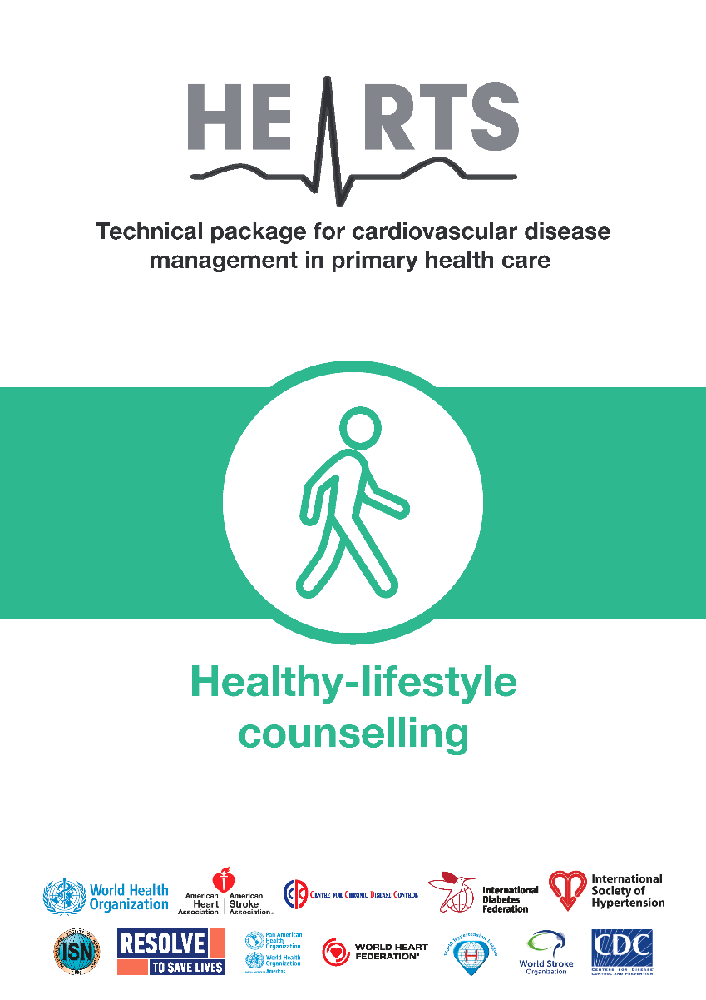 HEARTS
Technical package for cardiovascular disease
management in primary health care
Healthy-lifestyle
counselling
World Health
Organization
American
Heart
Association
American
Stroke
Association®
CENTRE FOR CHRONIC DISEASE CONTROL
International
Diabetes
Federation
International
Society of
Hypertension
ISN
RESOLVE
TO SAVE LIVES
Pan American
Health
Organization
World Health
Organization
Americas
WORLD HEART
FEDERATION®
World Hypertension League
World Stroke
Organization
CDC
CENTERS FOR DISEASE
CONTROL AND PREVENTION